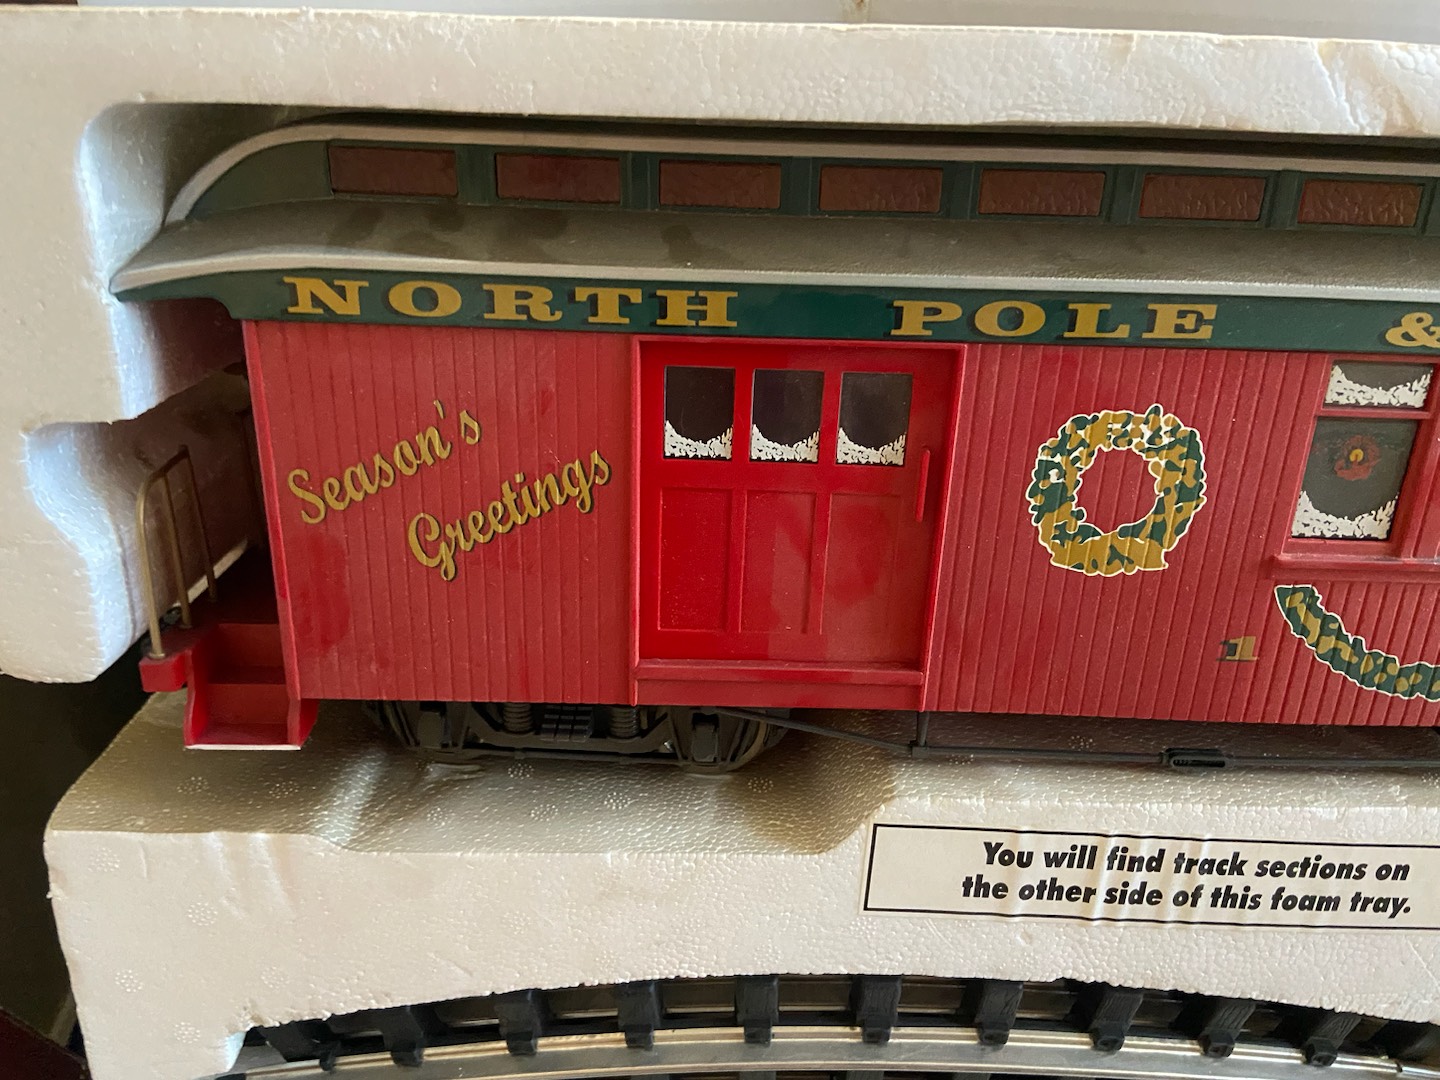 NORTH POLE &
Season's
Greetings
1
You will find track sections on
the other side of this foam tray.